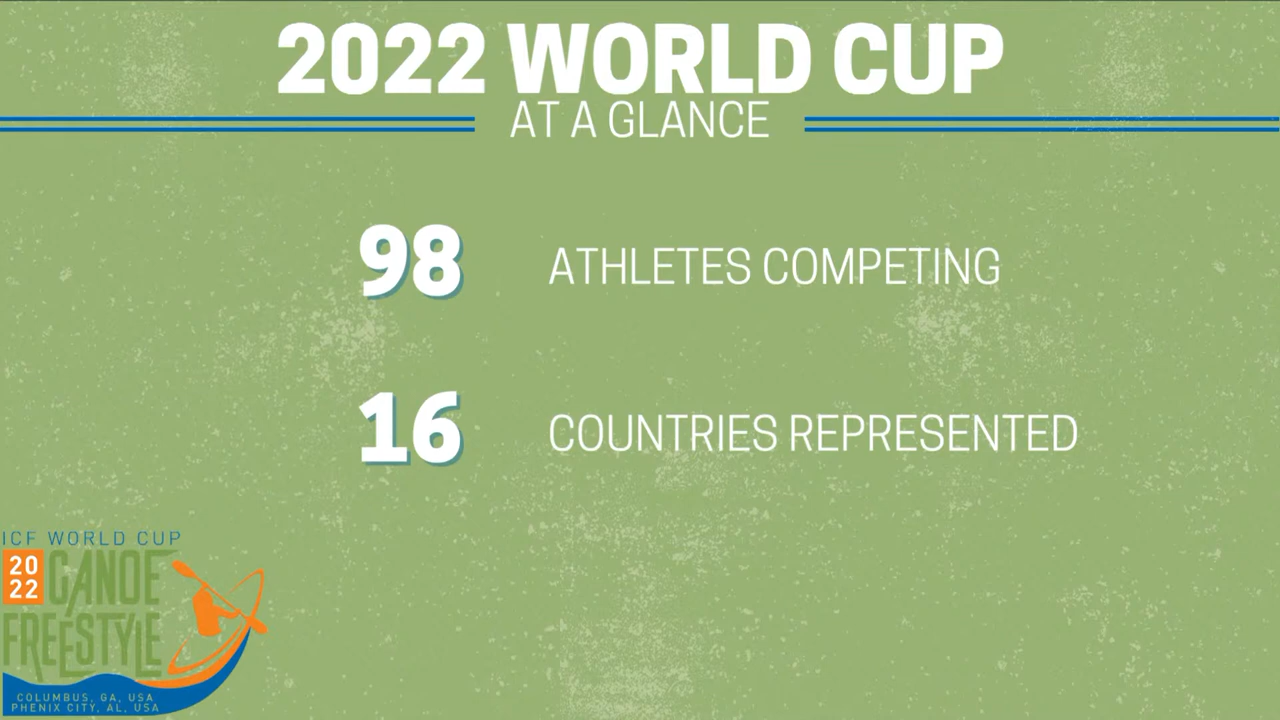 2022 WORLD CUP
AT A GLANCE
98 ATHLETES COMPETING
16 COUNTRIES REPRESENTED
ICF WORLD CUP
20
22
CANOE
FREESTYLE
COLUMBUS, GA, USA
PHENIX CITY, AL, USA